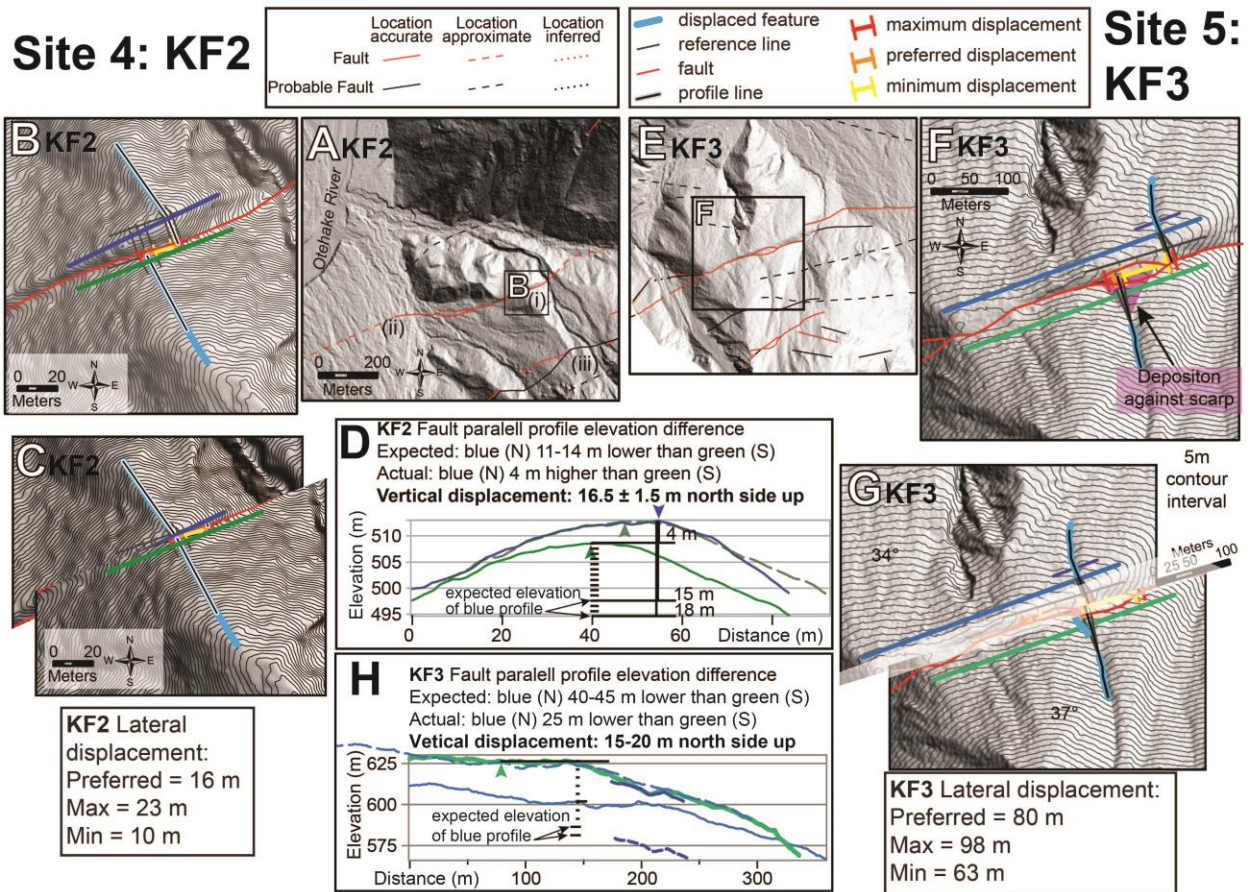 Site 4: KF2
Location accurate
Location approximate
Location inferred
Fault
Probable Fault
displaced feature
reference line
fault
profile line
maximum displacement
preferred displacement
minimum displacement
Site 5:
KF3
B KF2
0 20
Meters
N
W E
S
A KF2
Otehake River
B
(i)
(ii)
(iii)
0 200
Meters
N
W E
S
E KF3
F
F KF3
0 50 100
Meters
N
W E
S
Depositon
against scarp
C KF2
0 20
Meters
N
W E
S
KF2 Lateral
displacement:
Preferred = 16 m
Max = 23 m
Min = 10 m
D KF2 Fault paralell profile elevation difference
Expected: blue (N) 11-14 m lower than green (S)
Actual: blue (N) 4 m higher than green (S)
Vertical displacement: 16.5 ± 1.5 m north side up
Elevation (m)
510
505
500
495
4 m
expected elevation
of blue profile
15 m
18 m
0 20 40 60 Distance (m)
H KF3 Fault paralell profile elevation difference
Expected: blue (N) 40-45 m lower than green (S)
Actual: blue (N) 25 m lower than green (S)
Vetical displacement: 15-20 m north side up
Elevation (m)
625
600
575
expected elevation
of blue profile
Distance (m) 100 200 300
G KF3
5m
contour
interval
34°
Meters
25 50 100
37°
KF3 Lateral displacement:
Preferred = 80 m
Max = 98 m
Min = 63 m